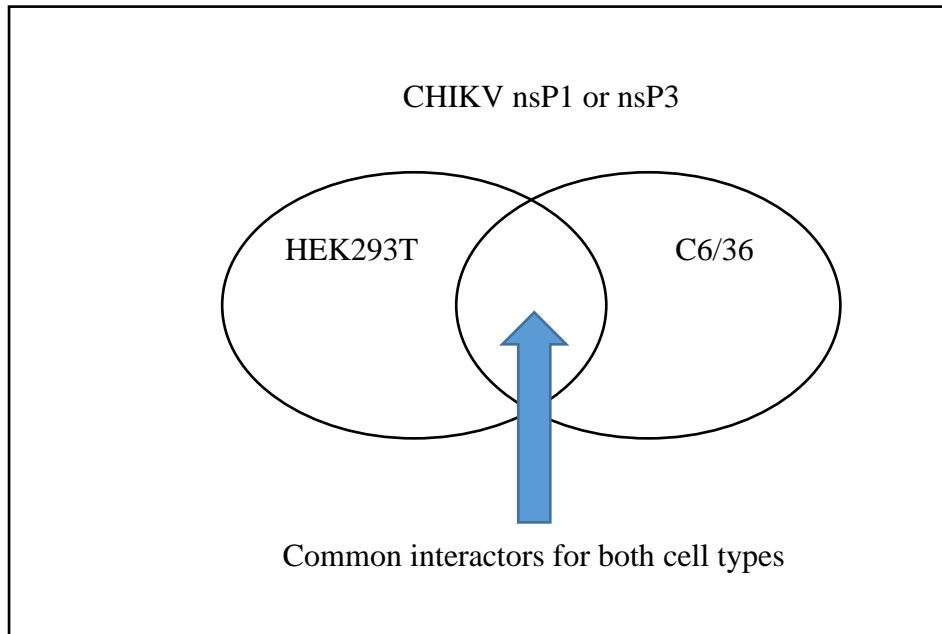 CHIKV nsP1 or nsP3
HEK293T
C6/36
Common interactors for both cell types